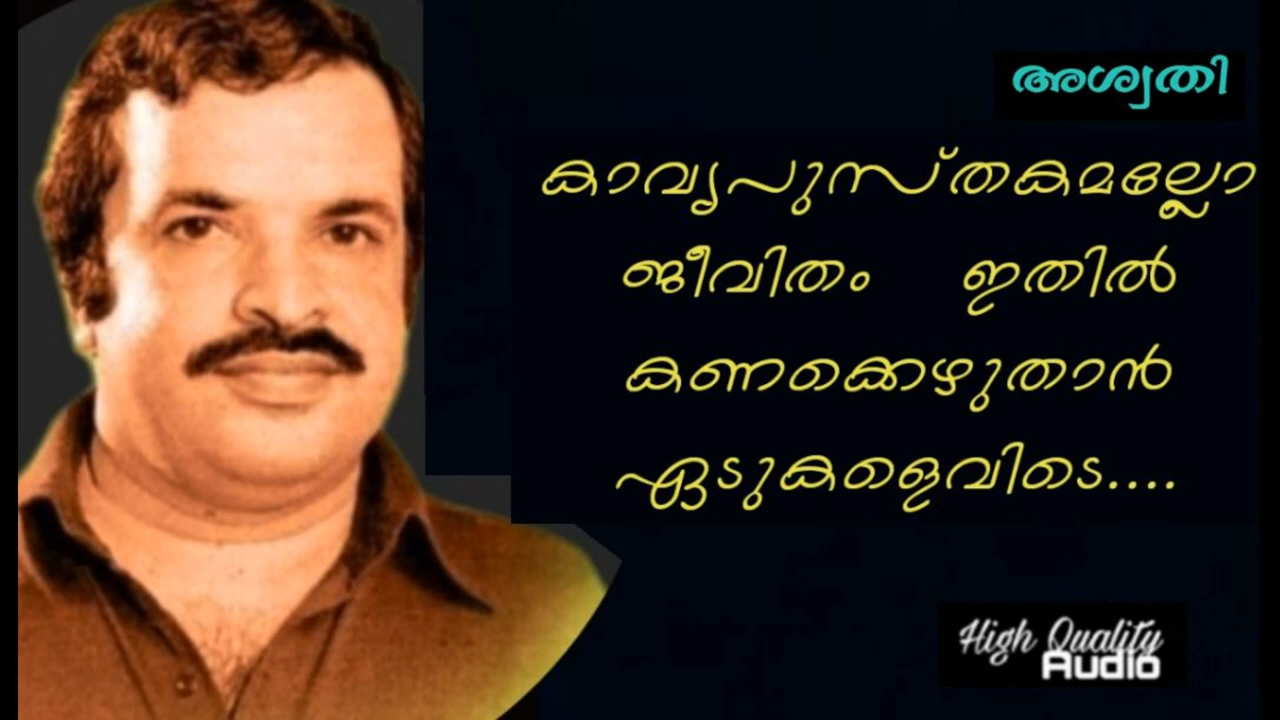 അശ്വതി
കാവ്യപുസ്തകമല്ലോ
ജീവിതം ഇതിൽ
കണക്കെഴുതാൻ
ഏടുകളെവിടെ....
High Quality
Audio